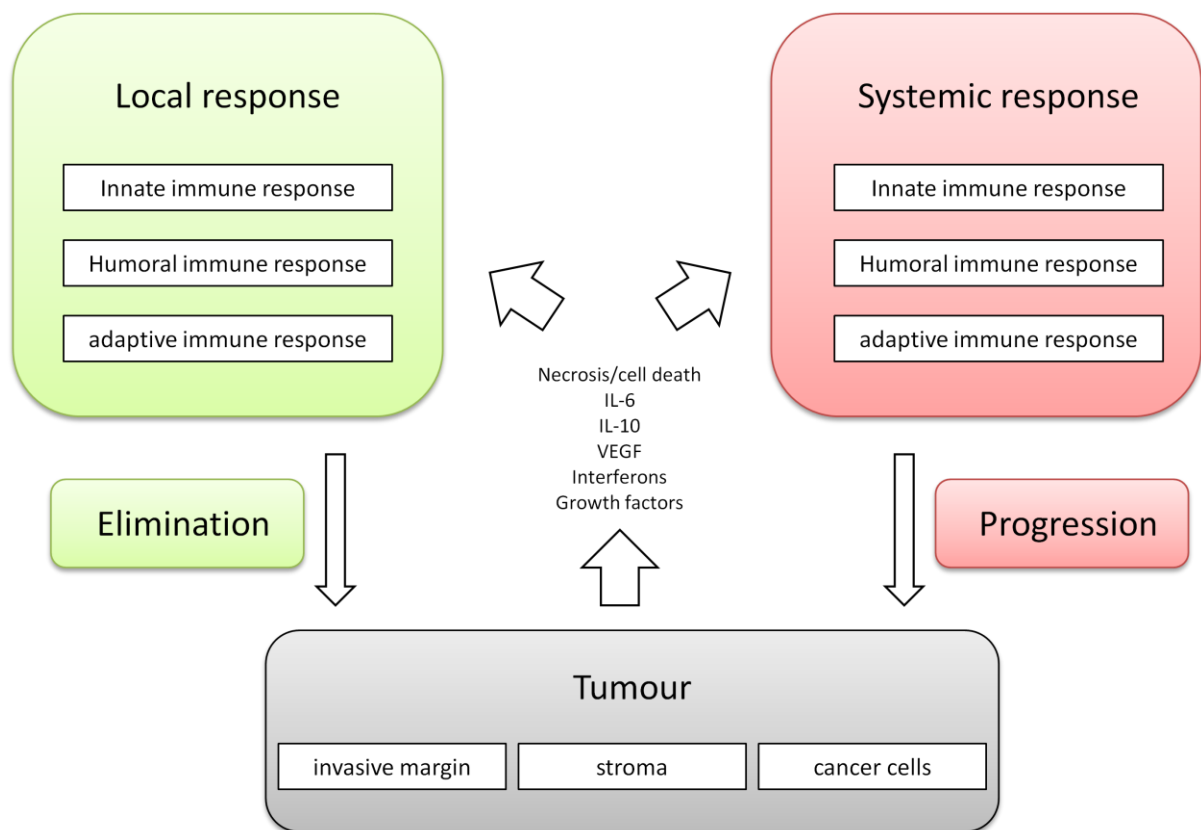 Local response
Innate immune response
Humoral immune response
adaptive immune response
Systemic response
Innate immune response
Humoral immune response
adaptive immune response
Necrosis/cell death
IL-6
IL-10
VEGF
Interferons
Growth factors
Elimination
Progression
Tumour
invasive margin
stroma
cancer cells